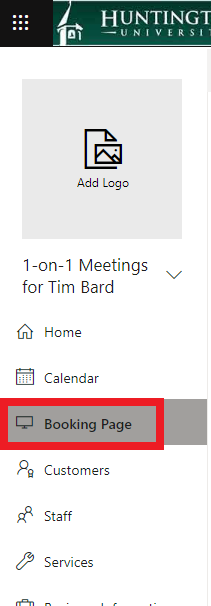 HUNTINGT
UNIVERSI
Add Logo
1-on-1 Meetings
for Tim Bard
Home
Calendar
Booking Page
Customers
Staff
Services